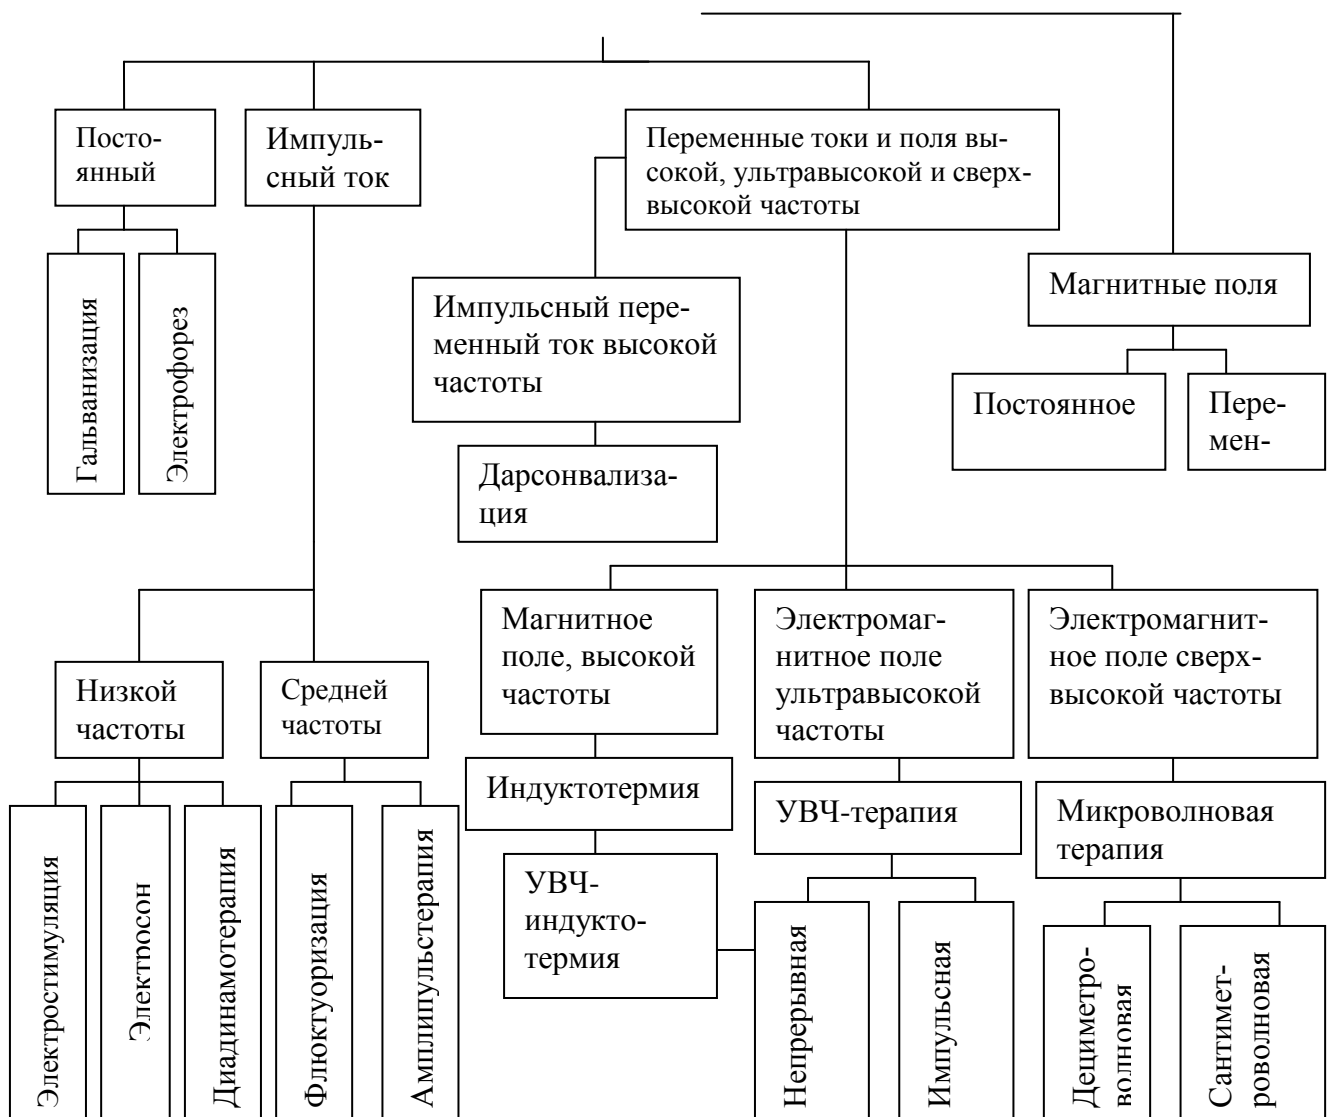 Посто-
янный
Импуль-
сный ток
Переменные токи и поля вы-
сокой, ультравысокой и сверх-
высокой частоты
Гальванизация
Электрофорез
Импульсный пере-
менный ток высокой
частоты
Магнитные поля
Постоянное
Пере-
мен-
Дарсонвализа-
ция
Низкой
частоты
Средней
частоты
Магнитное
поле, высокой
частоты
Электромаг-
нитное поле
ультравысокой
частоты
Электромагнит-
ное поле сверх-
высокой частоты
Индуктотермия
УВЧ-терапия
Микроволновая
терапия
УВЧ-
индукто-
термия
Электростимуляция
Электросон
Диадинамотерапия
Флюктуоризация
Амплипульстерапия
Непрерывная
Импульсная
Дециметро-
волновая
Сантимет-
роволновая